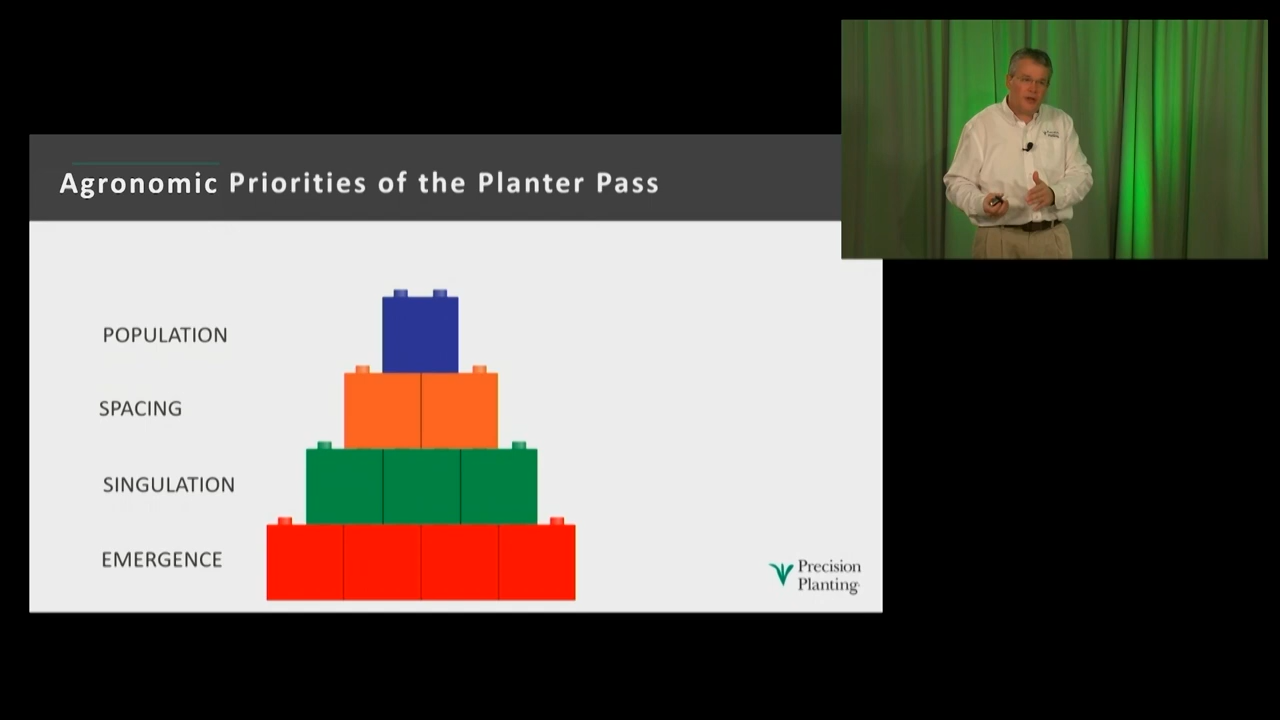 Agronomic Priorities of the Planter Pass
POPULATION
SPACING
SINGULATION
EMERGENCE
Precision
Planting